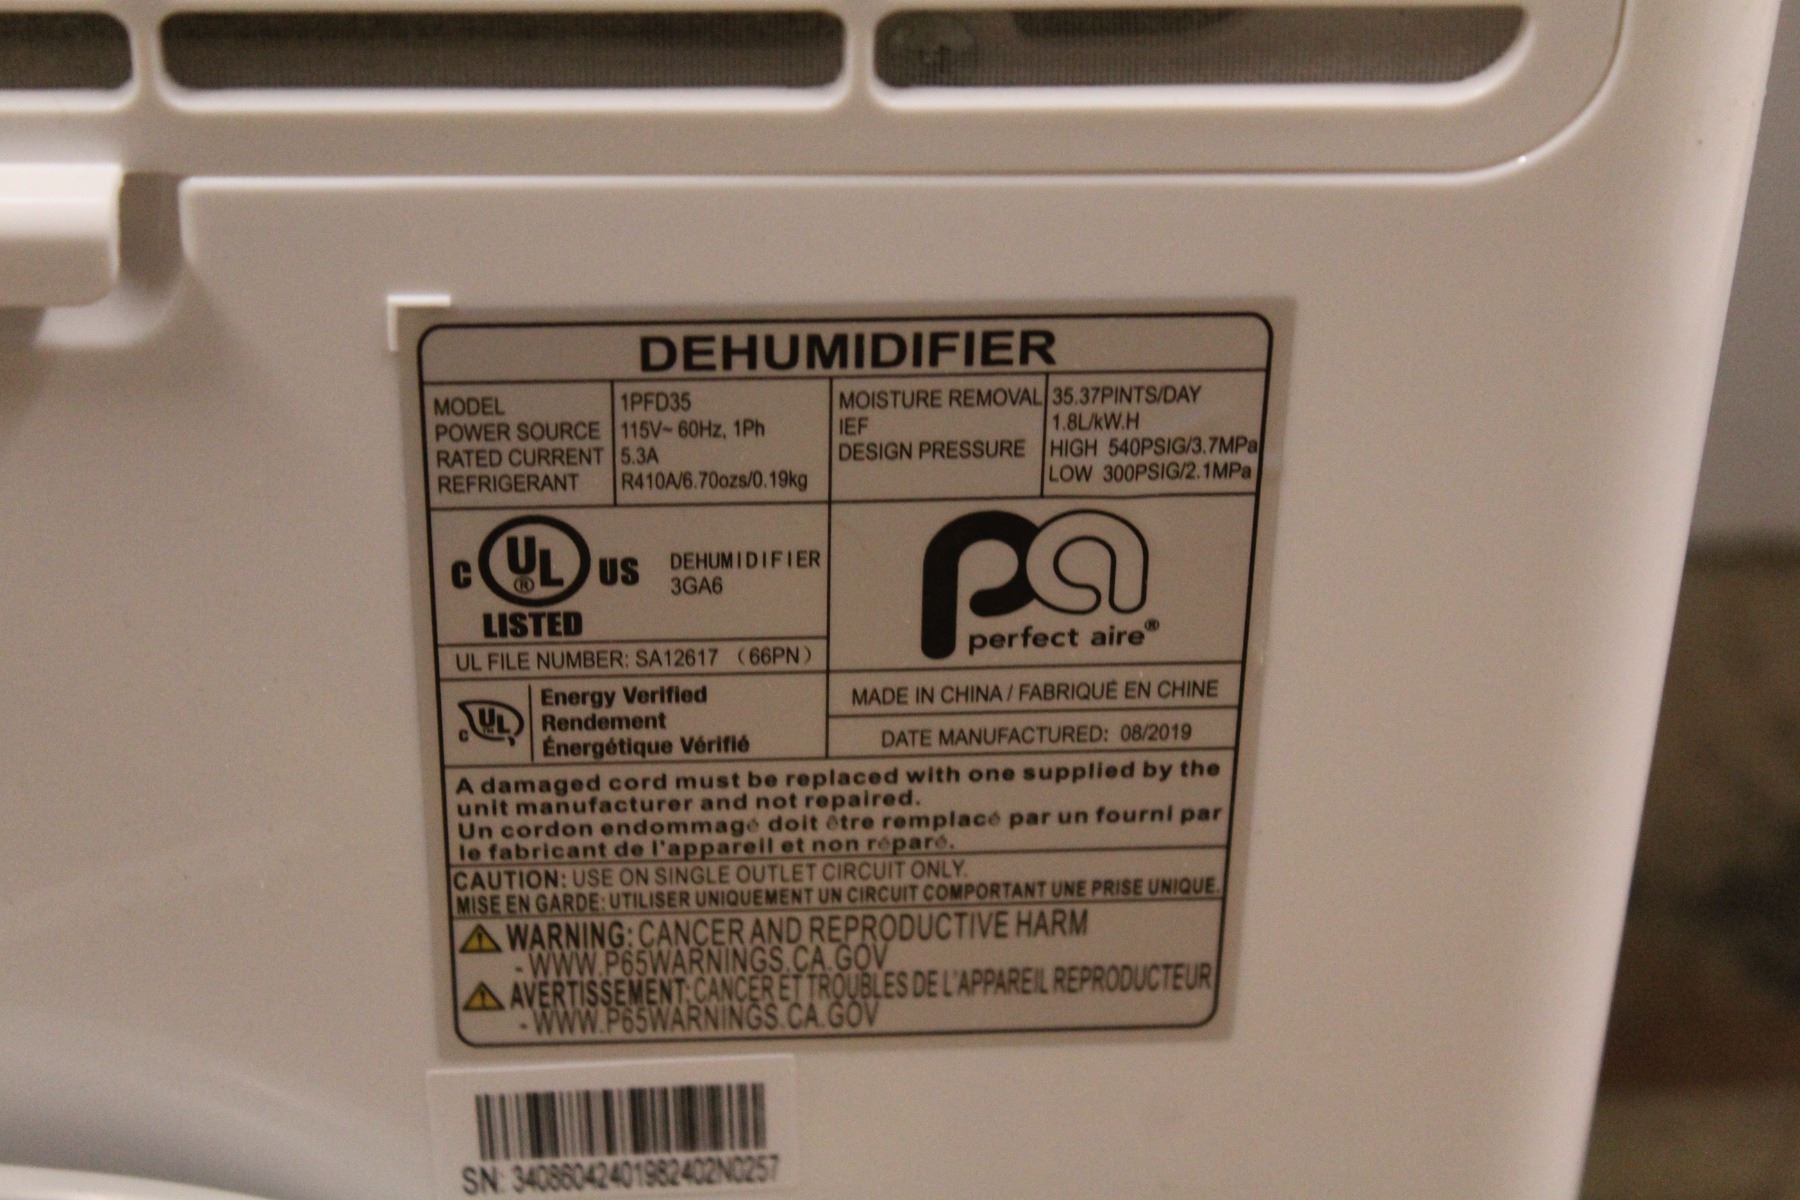 DEHUMIDIFIER
MODEL 1PFD35
POWER SOURCE 115V~ 60Hz, 1Ph
RATED CURRENT 5.3A
REFRIGERANT R410A/6.70ozs/0.19kg
MOISTURE REMOVAL 35.37PINTS/DAY
IEF 1.8L/kW.H
DESIGN PRESSURE HIGH 540PSIG/3.7MPa
LOW 300PSIG/2.1MPa
C UL ® US
LISTED
DEHUMIDIFIER
3GA6
UL FILE NUMBER: SA12617 (66PN)
pa
perfect aire®
C UL Energy Verified
Rendement
Énergétique Vérifié
MADE IN CHINA / FABRIQUÉ EN CHINE
DATE MANUFACTURED: 08/2019
A damaged cord must be replaced with one supplied by the
unit manufacturer and not repaired.
Un cordon endommagé doit être remplacé par un fourni par
le fabricant de l'appareil et non réparé.
CAUTION: USE ON SINGLE OUTLET CIRCUIT ONLY.
MISE EN GARDE: UTILISER UNIQUEMENT UN CIRCUIT COMPORTANT UNE PRISE UNIQUE.
WARNING: CANCER AND REPRODUCTIVE HARM
- WWW.P65WARNINGS.CA.GOV
AVERTISSEMENT: CANCER ET TROUBLES DE L'APPAREIL REPRODUCTEUR
- WWW.P65WARNINGS.CA.GOV
SN: 34086042401982402N0257